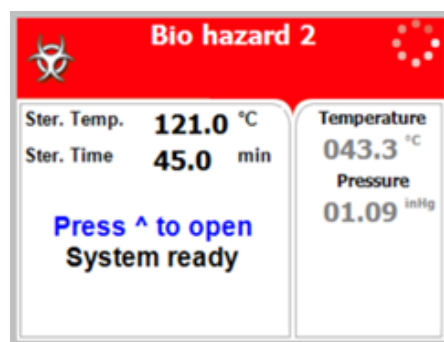 Bio hazard 2
Ster. Temp. 121.0 °C
Ster. Time 45.0 min
Press ^ to open
System ready
Temperature
043.3 °C
Pressure
01.09 inHg